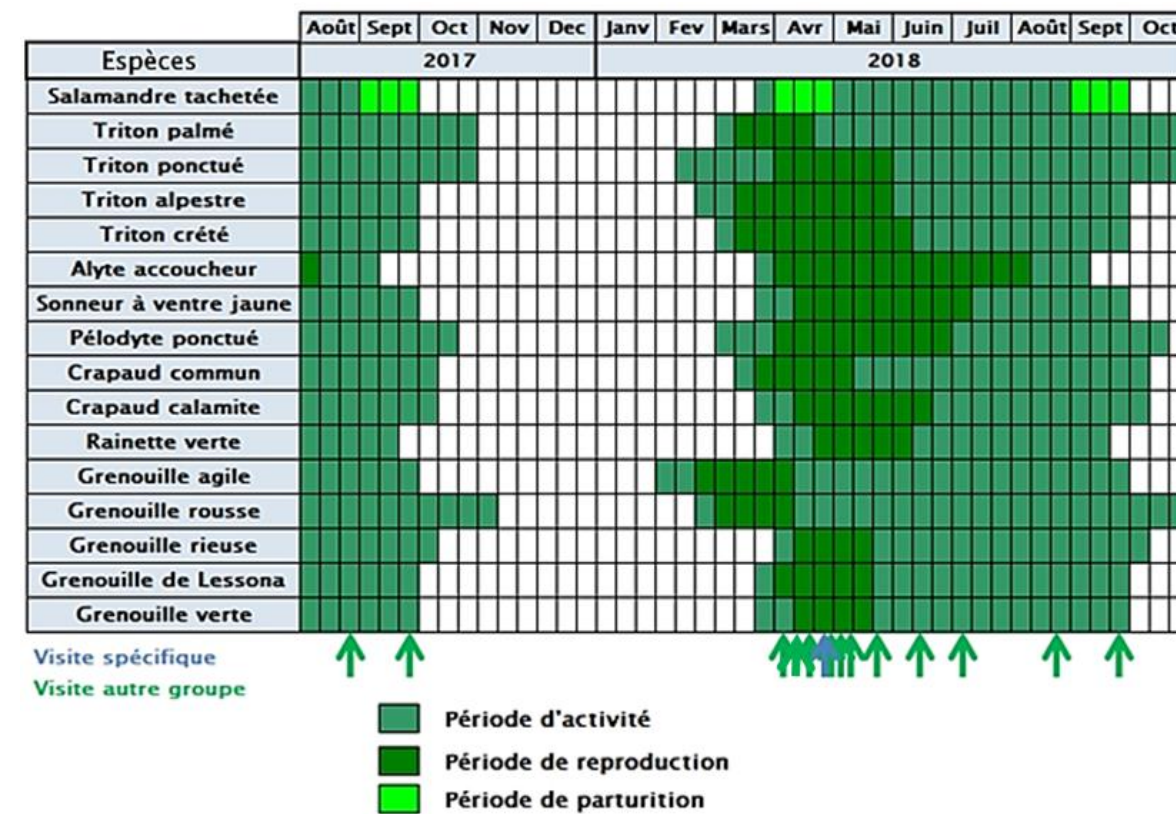 Août Sept Oct Nov Dec Janv Fev Mars Avr Mai Juin Juil Août Sept Oct
Espèces 2017 2018
Salamandre tachetée
Triton palmé
Triton ponctué
Triton alpestre
Triton crété
Alyte accoucheur
Sonneur à ventre jaune
Pélodyte ponctué
Crapaud commun
Crapaud calamite
Rainette verte
Grenouille agile
Grenouille rousse
Grenouille rieuse
Grenouille de Lessona
Grenouille verte
Visite spécifique
Visite autre groupe
Période d'activité
Période de reproduction
Période de parturition